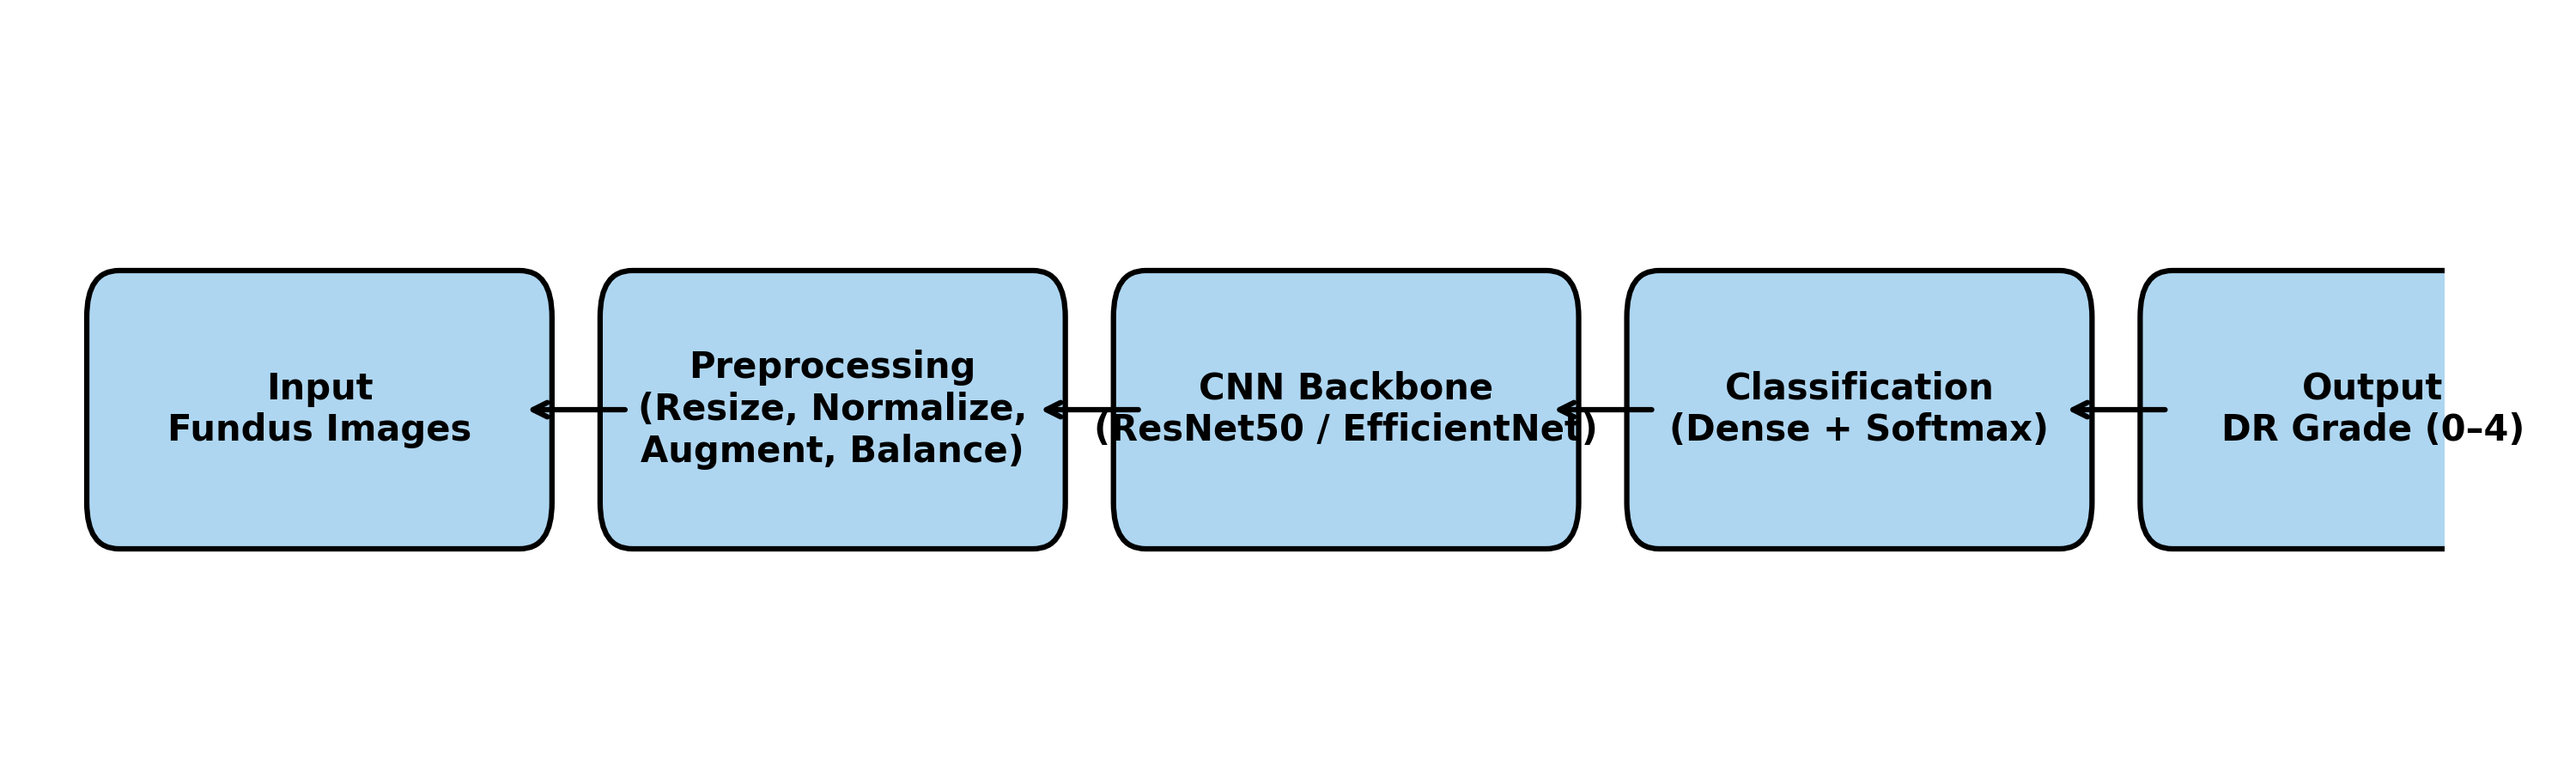 Input
Fundus Images
Preprocessing
(Resize, Normalize,
Augment, Balance)
CNN Backbone
(ResNet50 / EfficientNet)
Classification
(Dense + Softmax)
Output
DR Grade (0–4)